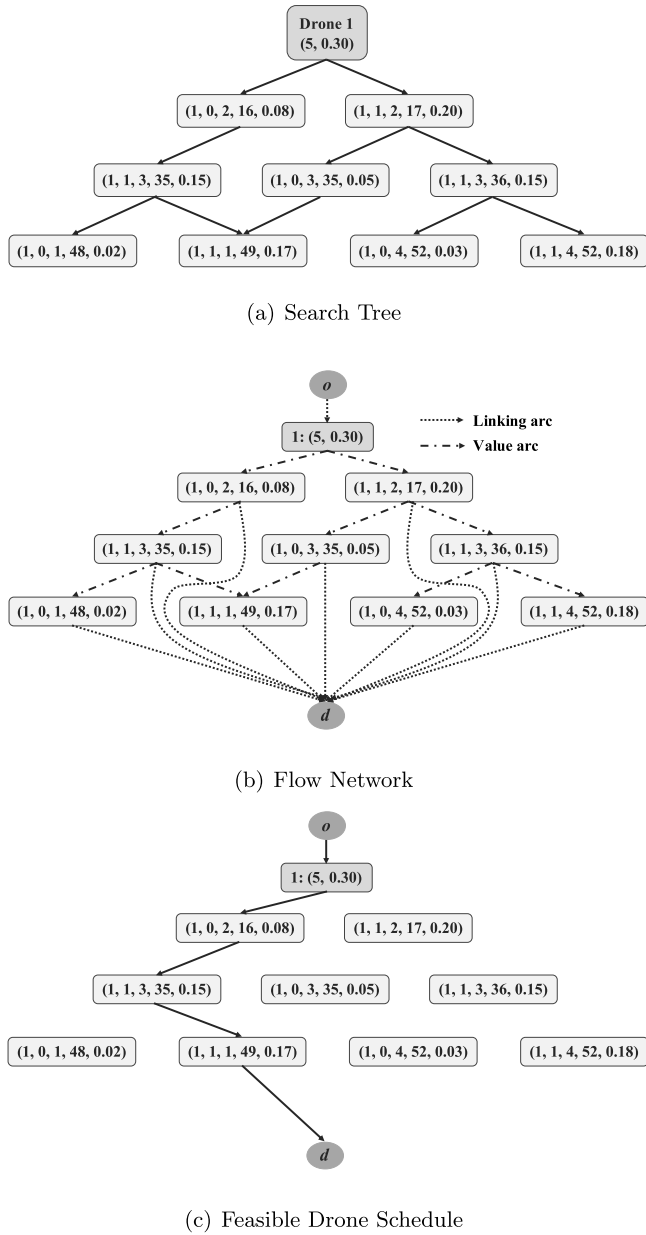 Drone 1
(5, 0.30)
(1, 0, 2, 16, 0.08) (1, 1, 2, 17, 0.20)
(1, 1, 3, 35, 0.15) (1, 0, 3, 35, 0.05) (1, 1, 3, 36, 0.15)
(1, 0, 1, 48, 0.02) (1, 1, 1, 49, 0.17) (1, 0, 4, 52, 0.03) (1, 1, 4, 52, 0.18)
(a) Search Tree
o
Linking arc
1: (5, 0.30)
Value arc
(1, 0, 2, 16, 0.08) (1, 1, 2, 17, 0.20)
(1, 1, 3, 35, 0.15) (1, 0, 3, 35, 0.05) (1, 1, 3, 36, 0.15)
(1, 0, 1, 48, 0.02) (1, 1, 1, 49, 0.17) (1, 0, 4, 52, 0.03) (1, 1, 4, 52, 0.18)
d
(b) Flow Network
o
1: (5, 0.30)
(1, 0, 2, 16, 0.08) (1, 1, 2, 17, 0.20)
(1, 1, 3, 35, 0.15) (1, 0, 3, 35, 0.05) (1, 1, 3, 36, 0.15)
(1, 0, 1, 48, 0.02) (1, 1, 1, 49, 0.17) (1, 0, 4, 52, 0.03) (1, 1, 4, 52, 0.18)
d
(c) Feasible Drone Schedule